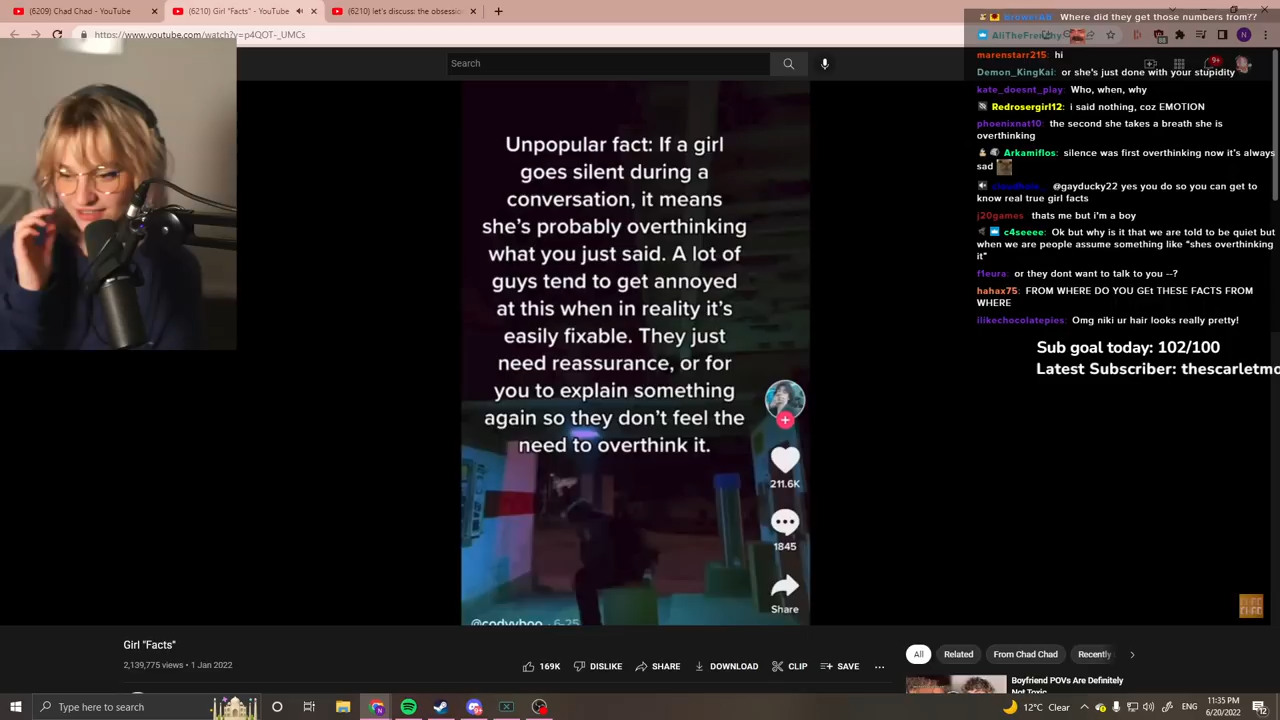 (6209) Chad Chad - YouTube
(6210) Girl "Facts" - YouTube
(6210) let's discuss the obsessio
https://www.youtube.com/watch?v=p4QOT-_UMCs
Search
Where did they get those numbers from??
AliTheFrenchy:
marenstarr215: hi
Demon_KingKai: or she's just done with your stupidity
kate_doesnt_play: Who, when, why
Redrosergirl12: i said nothing, coz EMOTION
phoenixnat10: the second she takes a breath she is
overthinking
Arkamiflos: silence was first overthinking now it's always
sad
@gayducky22 yes you do so you can get to
know real true girl facts
j20games: thats me but i'm a boy
c4seeee: Ok but why is it that we are told to be quiet but
when we are people assume something like "shes overthinking
it"
f1eura: or they dont want to talk to you --?
hahax75: FROM WHERE DO YOU GEt THESE FACTS FROM
WHERE
ilikechocolatepies: Omg niki ur hair looks really pretty!
Sub goal today: 102/100
Latest Subscriber: thescarletmo
9+
N
Unpopular fact: If a girl
goes silent during a
conversation, it means
she's probably overthinking
what you just said. A lot of
guys tend to get annoyed
at this when in reality it's
easily fixable. They just
need reassurance, or for
you to explain something
again so they don't feel the
need to overthink it.
211.6K
1845
Share
@codyyboo · 6-25
Girl "Facts"
2,139,775 views • 1 Jan 2022
169K
DISLIKE
SHARE
DOWNLOAD
CLIP
SAVE
All
Related
From Chad Chad
Recently
Boyfriend POVs Are Definitely
Not Toxic
Type here to search
12°C Clear
11:35 PM
6/20/2022
12